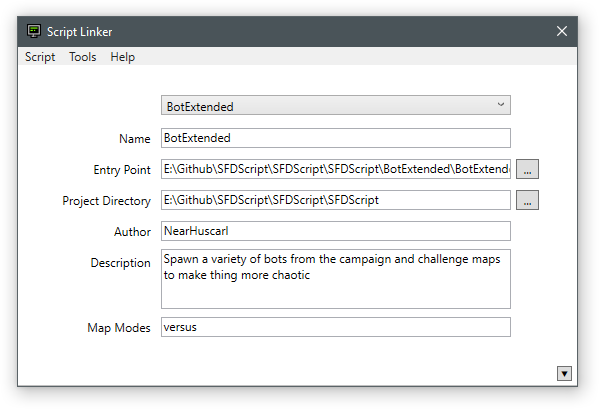 Script Linker
Script Tools Help
BotExtended
Name BotExtended
Entry Point E:\Github\SFDScript\SFDScript\SFDScript\BotExtended\BotExtende ...
Project Directory E:\Github\SFDScript\SFDScript\SFDScript ...
Author NearHuscarl
Description Spawn a variety of bots from the campaign and challenge maps
to make thing more chaotic
Map Modes versus